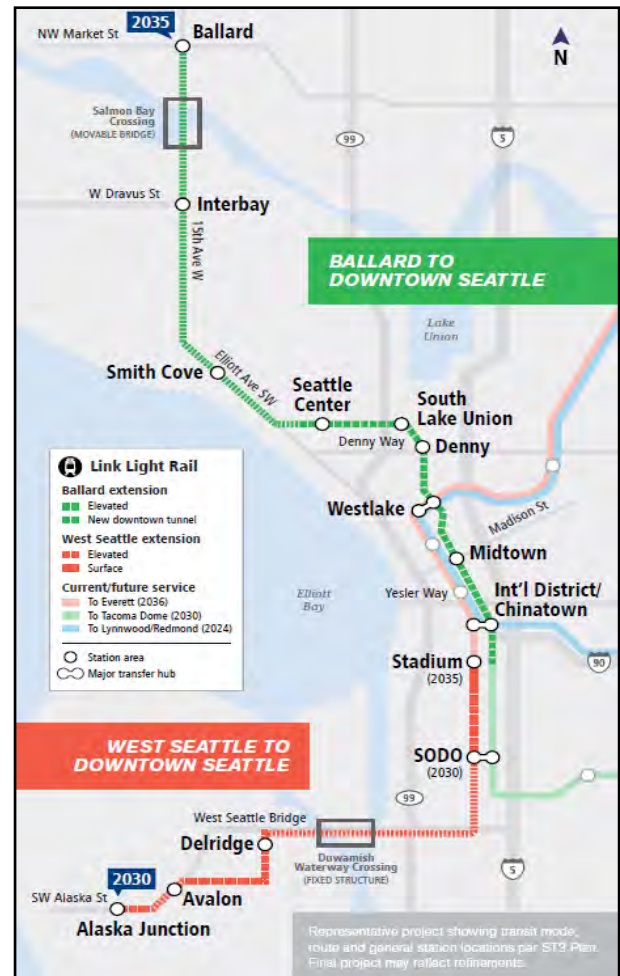 2035
NW Market St
Ballard
N
Salmon Bay
Crossing
(MOVABLE BRIDGE)
99
5
W Dravus St
Interbay
15th Ave W
BALLARD TO
DOWNTOWN SEATTLE
Lake
Union
Smith Cove
Elliott Ave SW
Seattle
Center
South
Lake Union
Denny Way
Denny
Link Light Rail
Ballard extension
Elevated
New downtown tunnel
West Seattle extension
Elevated
Surface
Current/future service
To Everett (2036)
To Tacoma Dome (2030)
To Lynnwood/Redmond (2024)
Station area
Major transfer hub
Westlake
Madison St
Midtown
Elliott
Bay
Yesler Way
Int'l District/
Chinatown
Stadium
(2035)
90
WEST SEATTLE TO
DOWNTOWN SEATTLE
SODO
(2030)
99
West Seattle Bridge
Delridge
Duwamish
Waterway Crossing
(FIXED STRUCTURE)
5
2030
SW Alaska St
Avalon
Alaska Junction
Representative project showing transit mode,
route and general station locations per ST3 Plan.
Final project may reflect refinements.